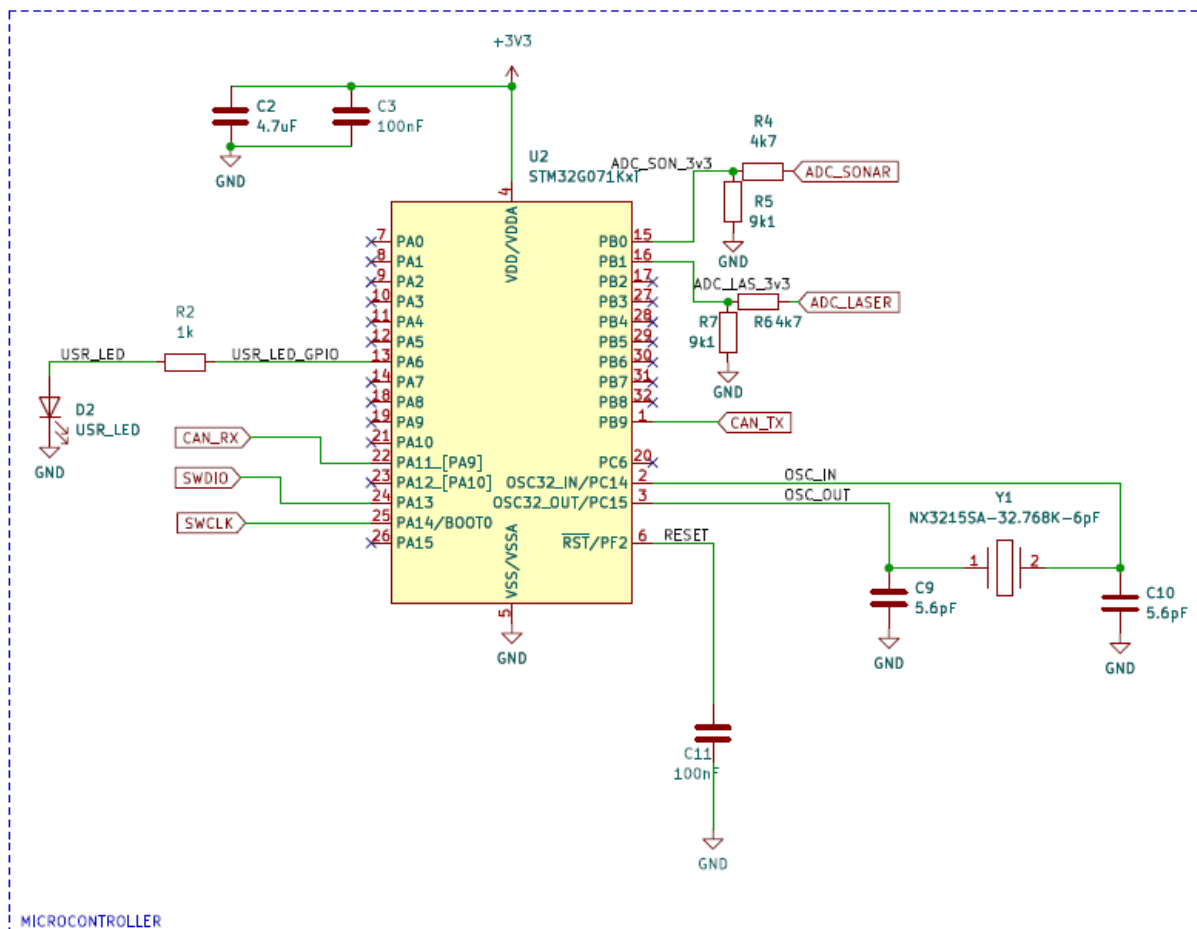 +3V3
C2
4.7uF
C3
100nF
GND
U2
STM32G071KxT
ADC_SON_3v3
R4
4k7
ADC_SONAR
R5
9k1
GND
4
VDD/VDDA
7 PA0
8 PA1
9 PA2
10 PA3
11 PA4
12 PA5
13 PA6
14 PA7
18 PA8
19 PA9
21 PA10
22 PA11_[PA9]
23 PA12_[PA10]
24 PA13
25 PA14/BOOT0
26 PA15
PB0 15
PB1 16
PB2 17
PB3 27
PB4 28
PB5 29
PB6 30
PB7 31
PB8 32
PB9 1
PC6 20
OSC32_IN/PC14 2
OSC32_OUT/PC15 3
RST/PF2 6
VSS/VSSA
5
GND
ADC_LAS_3v3
R6 4k7
ADC_LASER
R7
9k1
GND
R2
1k
USR_LED
USR_LED_GPIO
D2
USR_LED
GND
CAN_RX
SWDIO
SWCLK
CAN_TX
OSC_IN
OSC_OUT
Y1
NX3215SA-32.768K-6pF
1
2
C9
5.6pF
GND
C10
5.6pF
GND
RESET
C11
100nF
GND
MICROCONTROLLER